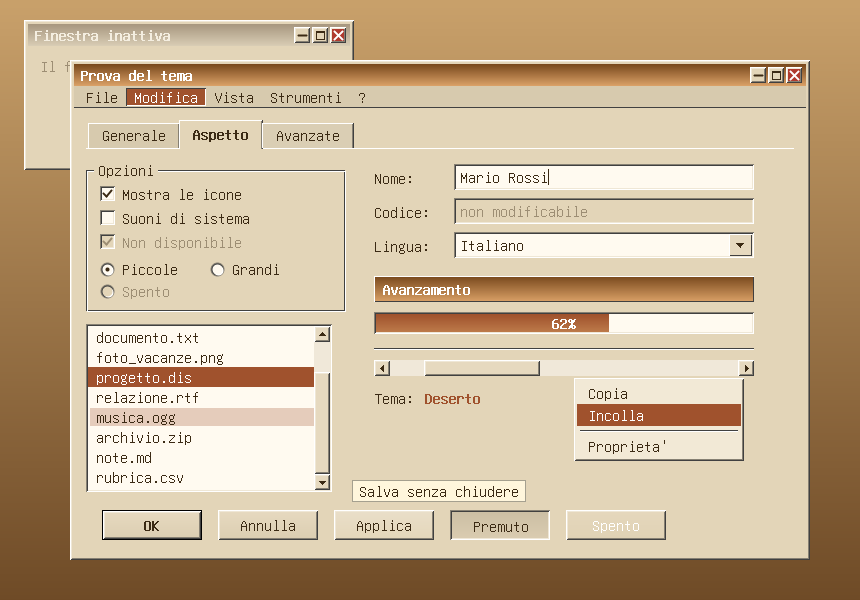 Finestra inattiva
Il f
Prova del tema
File Modifica Vista Strumenti ?
Generale Aspetto Avanzate
Opzioni
Mostra le icone
Suoni di sistema
Non disponibile
Piccole Grandi
Spento
Nome: Mario Rossi
Codice: non modificabile
Lingua: Italiano
Avanzamento
62%
documento.txt
foto_vacanze.png
progetto.dis
relazione.rtf
musica.ogg
archivio.zip
note.md
rubrica.csv
Tema: Deserto
Copia
Incolla
Proprieta'
Salva senza chiudere
OK Annulla Applica Premuto Spento